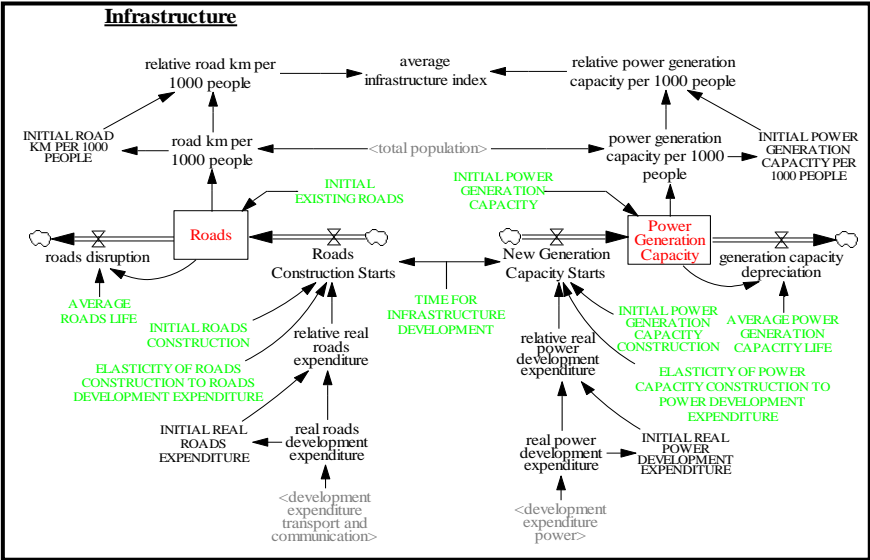 Infrastructure
relative road km per
1000 people
average
infrastructure index
relative power generation
capacity per 1000 people
INITIAL ROAD
KM PER 1000
PEOPLE
road km per
1000 people
<total population>
power generation
capacity per 1000
people
INITIAL POWER
GENERATION
CAPACITY PER
1000 PEOPLE
INITIAL
EXISTING ROADS
INITIAL POWER
GENERATION
CAPACITY
Roads
Power
Generation
Capacity
roads disruption
Roads
Construction Starts
New Generation
Capacity Starts
generation capacity
depreciation
AVERAGE
ROADS LIFE
INITIAL ROADS
CONSTRUCTION
TIME FOR
INFRASTRUCTURE
DEVELOPMENT
INITIAL POWER
GENERATION
CAPACITY
CONSTRUCTION
AVERAGE POWER
GENERATION
CAPACITY LIFE
relative real
roads
expenditure
relative real
power
development
expenditure
ELASTICITY OF ROADS
CONSTRUCTION TO ROADS
DEVELOPMENT EXPENDITURE
ELASTICITY OF POWER
CAPACITY CONSTRUCTION TO
POWER DEVELOPMENT
EXPENDITURE
INITIAL REAL
ROADS
EXPENDITURE
real roads
development
expenditure
real power
development
expenditure
INITIAL REAL
POWER
DEVELOPMENT
EXPENDITURE
<development
expenditure
transport and
communication>
<development
expenditure
power>